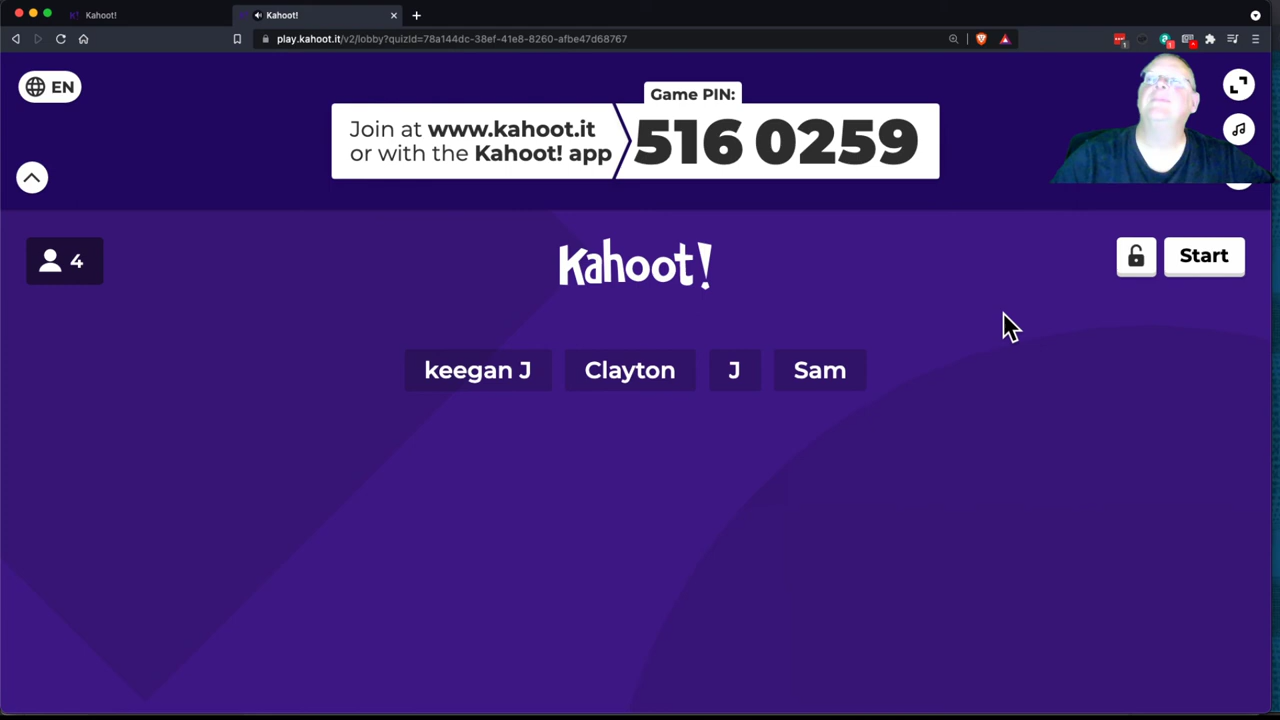 Kahoot!
Kahoot!
play.kahoot.it/v2/lobby?quizId=78a144dc-38ef-41e8-8260-afbe47d68767
EN
Game PIN:
Join at www.kahoot.it
or with the Kahoot! app
516 0259
4
Kahoot!
Start
keegan J
Clayton
J
Sam